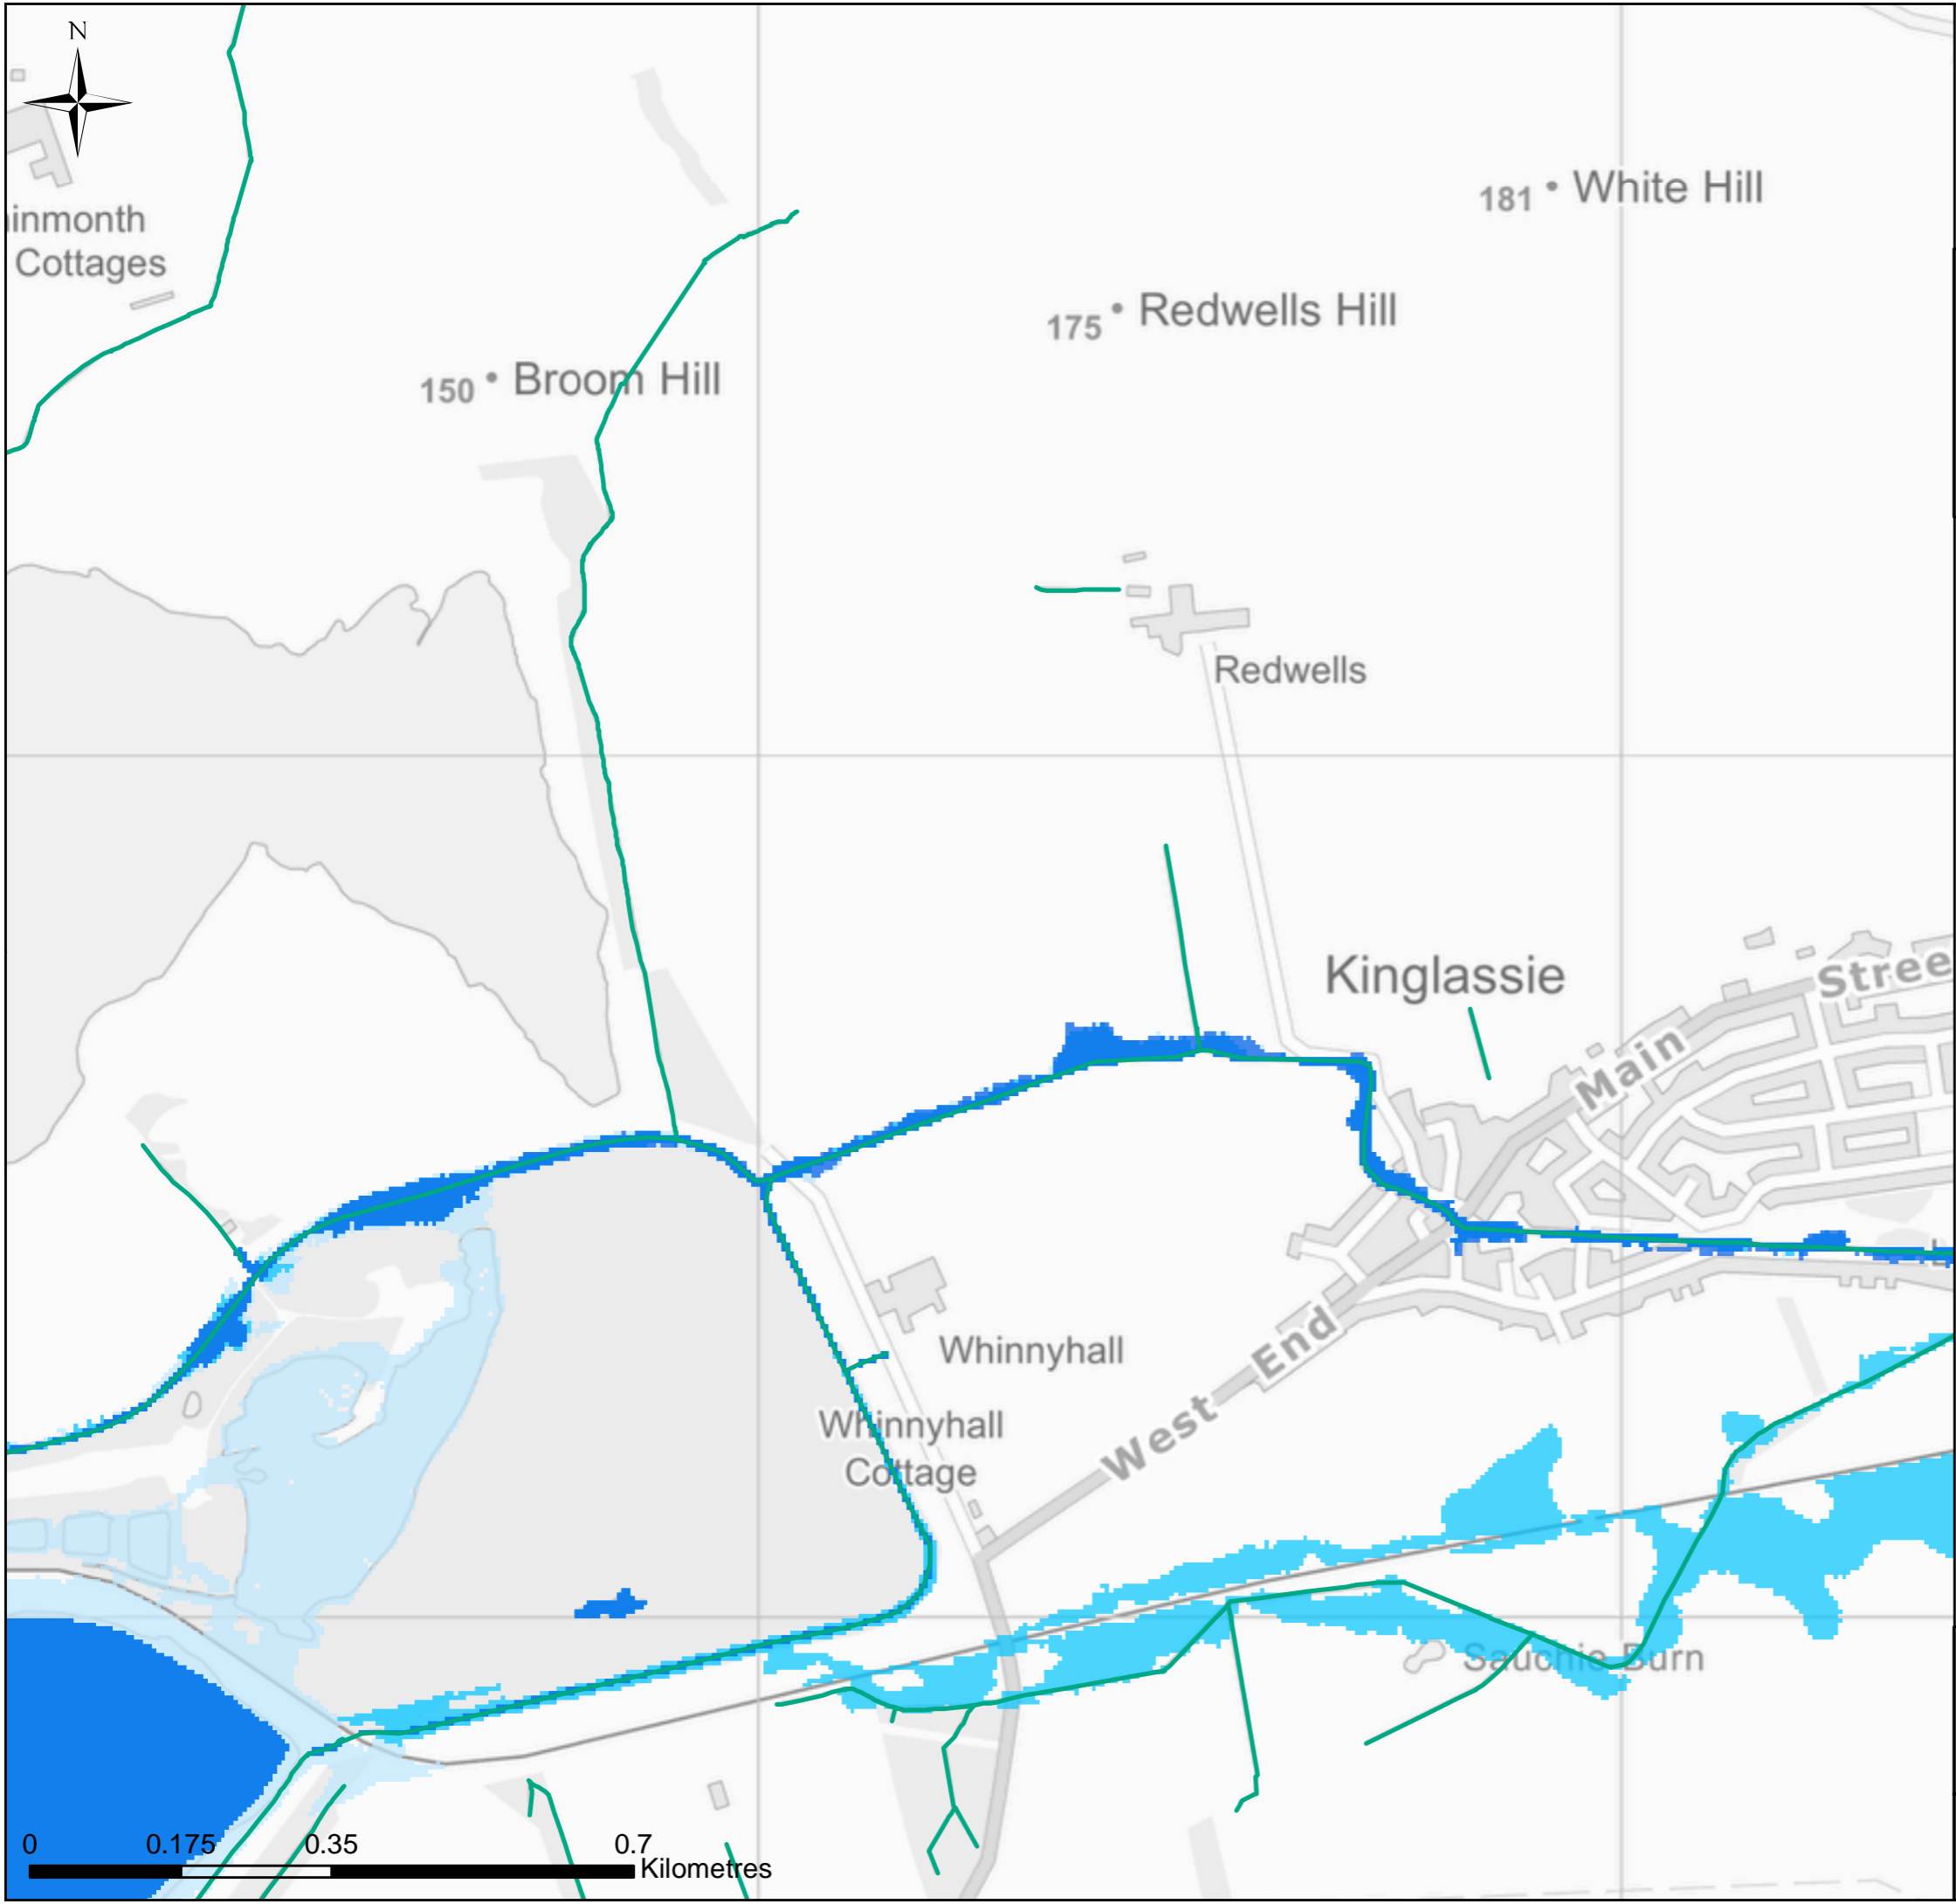 N
181 • White Hill
inmonth
Cottages
175 • Redwells Hill
150 • Broom Hill
Redwells
Kinglassie
Stree
Main
L
Whinnyhall
West End
Whinnyhall
Cottage
Sauchie Burn
0 0.175 0.35 0.7
Kilometres